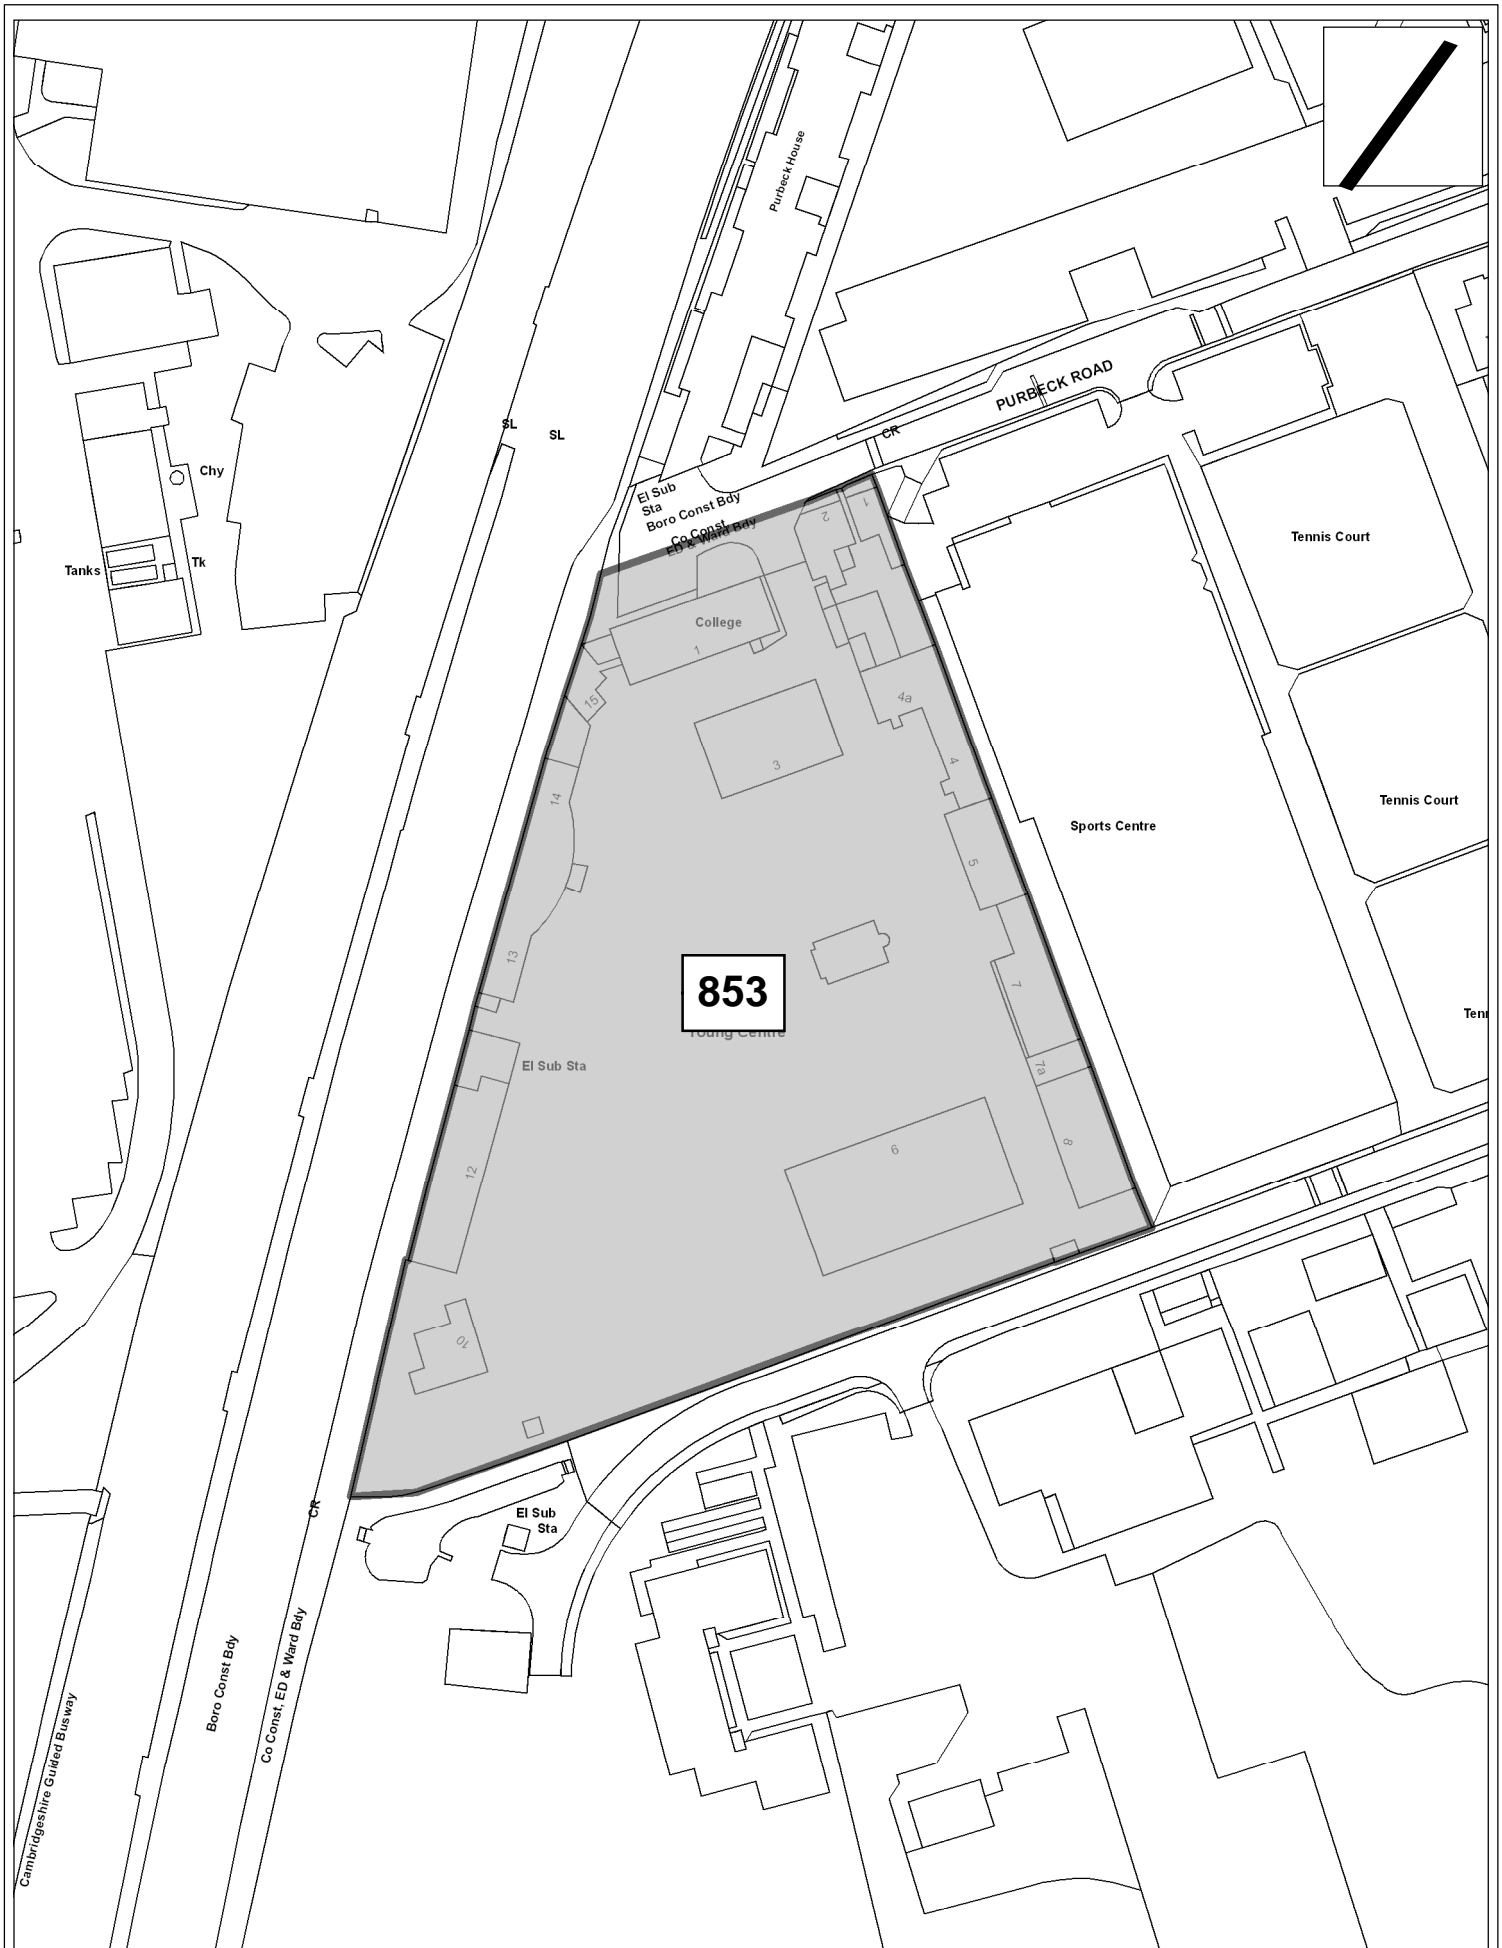 Purbeck House
PURBECK ROAD
SL
SL
CR
Chy
El Sub
Sta
Boro Const Bdy
Co Const
ED & Ward Bdy
2
1
Tennis Court
Tanks
Tk
College
1
15
4a
3
4
14
Tennis Court
Sports Centre
5
13
853
Young Centre
7
Tenn
El Sub Sta
7a
12
6
8
10
CR
El Sub
Sta
Boro Const Bdy
Co Const, ED & Ward Bdy
Cambridgeshire Guided Busway